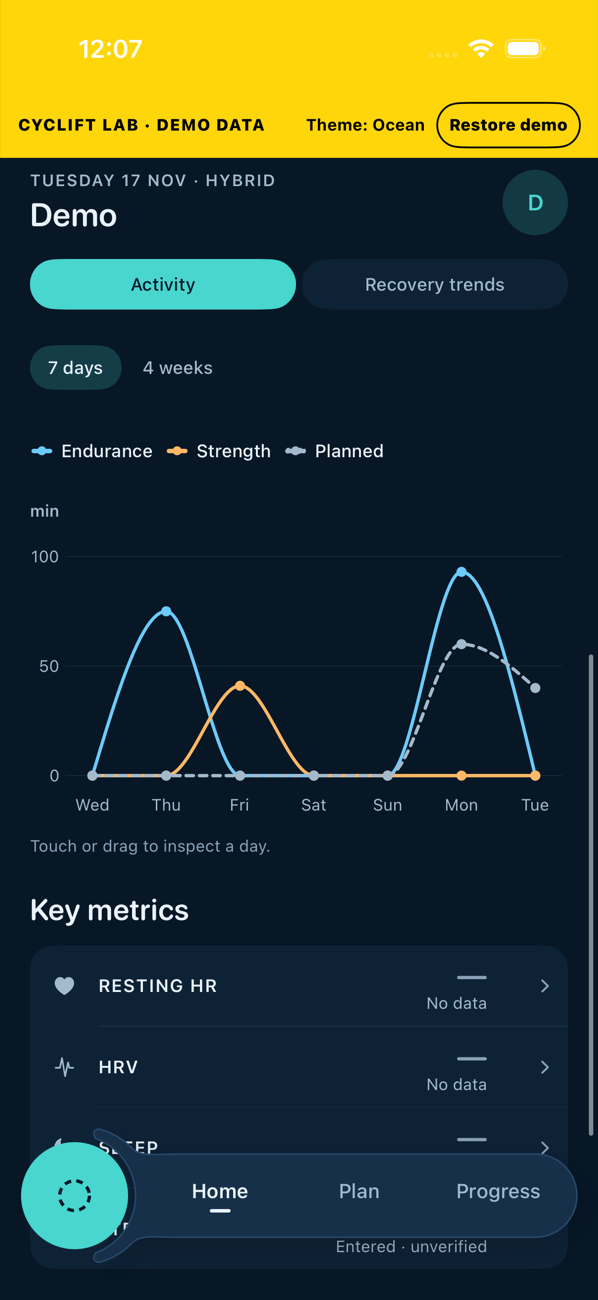 12:07
CYCLIFT LAB · DEMO DATA
Theme: Ocean
Restore demo
TUESDAY 17 NOV · HYBRID
Demo
D
Activity
Recovery trends
7 days
4 weeks
Endurance
Strength
Planned
min
100
50
0
Wed Thu Fri Sat Sun Mon Tue
Touch or drag to inspect a day.
Key metrics
RESTING HR
No data
HRV
No data
SLEEP
Home
Plan
Progress
Entered · unverified